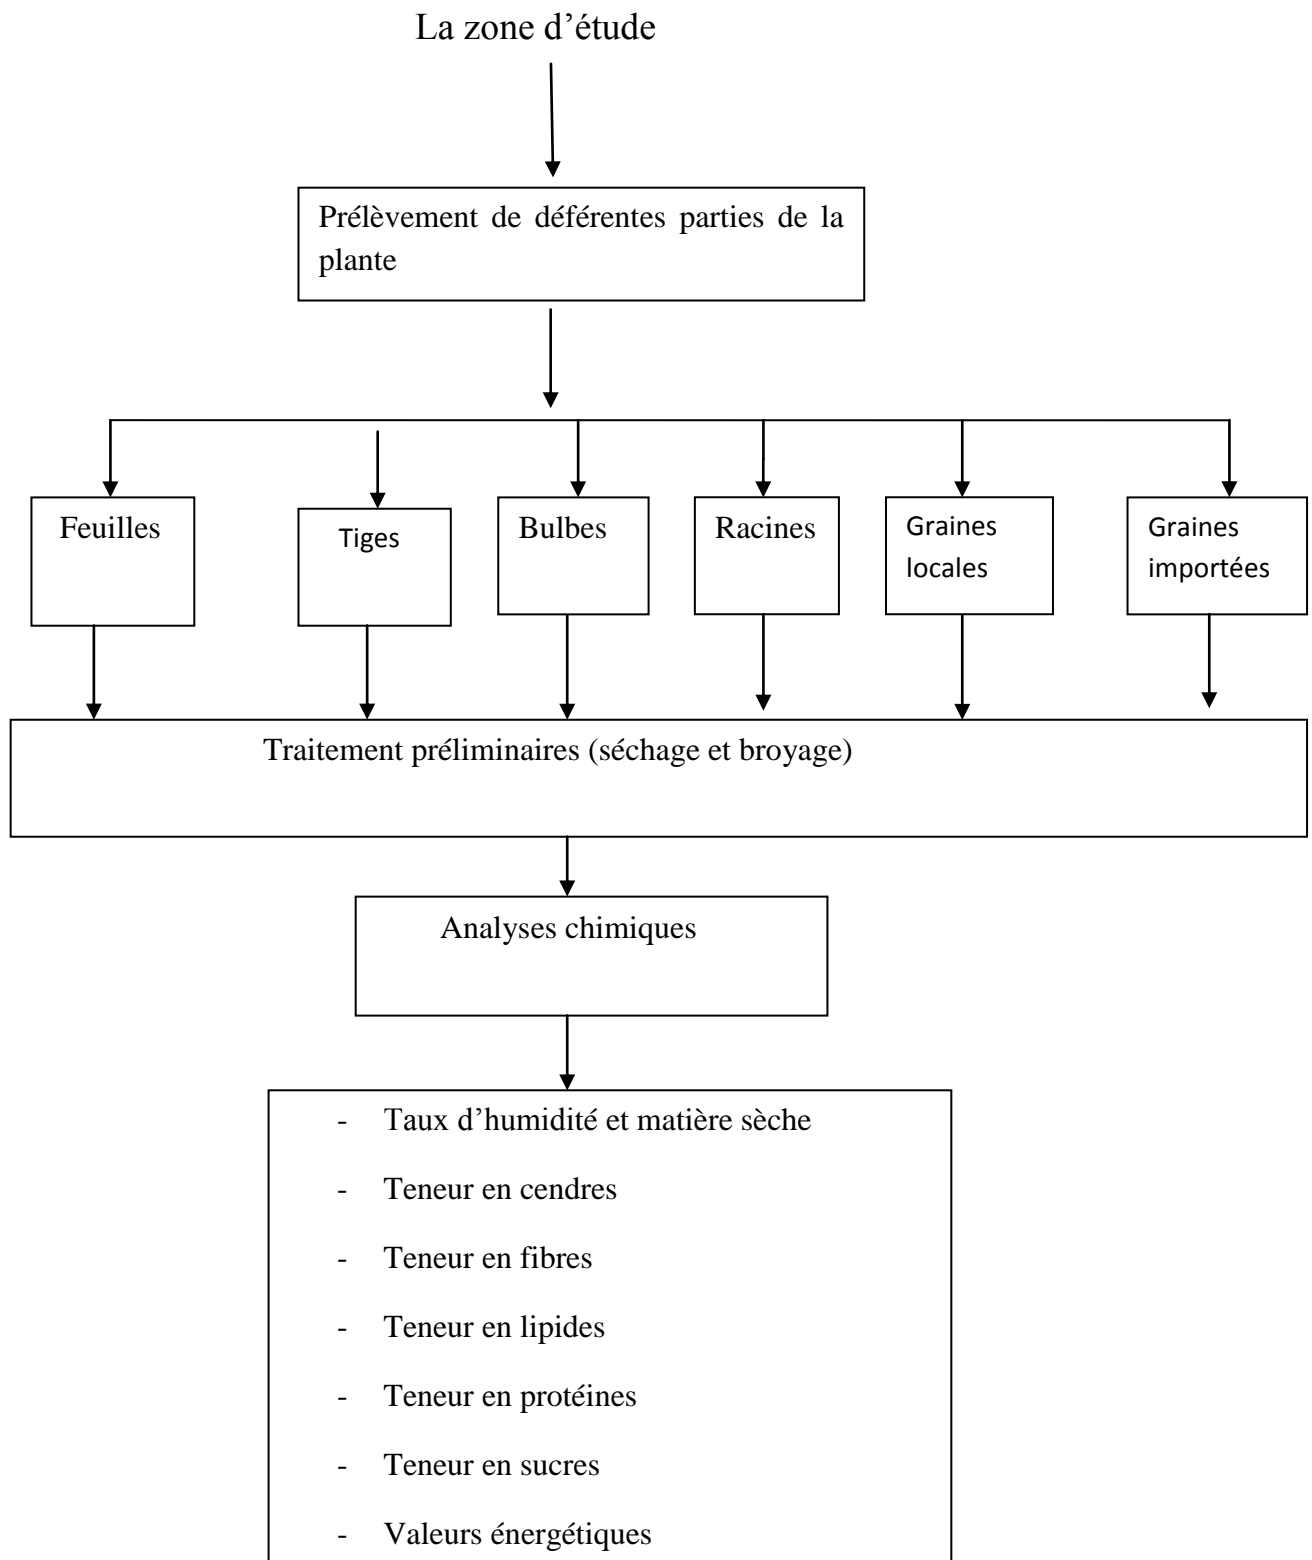 La zone d’étude
Prélèvement de déférentes parties de la
plante
Feuilles
Tiges
Bulbes
Racines
Graines
locales
Graines
importées
Traitement préliminaires (séchage et broyage)
Analyses chimiques
- Taux d’humidité et matière sèche
- Teneur en cendres
- Teneur en fibres
- Teneur en lipides
- Teneur en protéines
- Teneur en sucres
- Valeurs énergétiques